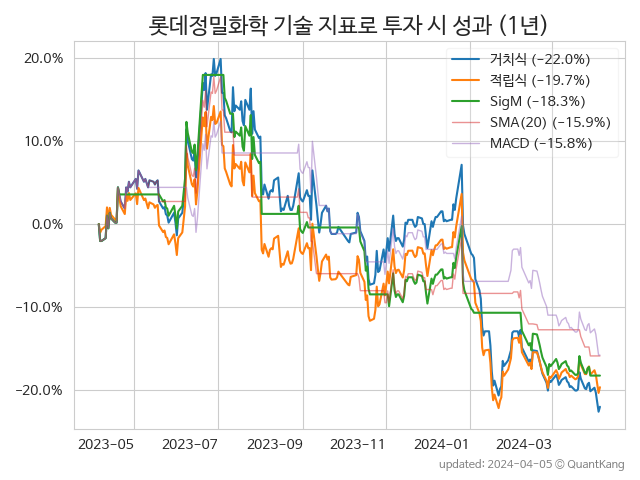 롯데정밀화학 기술 지표로 투자 시 성과 (1년)
거치식 (−22.0%)
적립식 (−19.7%)
SigM (−18.3%)
SMA(20) (−15.9%)
MACD (−15.8%)
20.0%
10.0%
0.0%
−10.0%
−20.0%
2023-05 2023-07 2023-09 2023-11 2024-01 2024-03
updated: 2024-04-05 © QuantKang